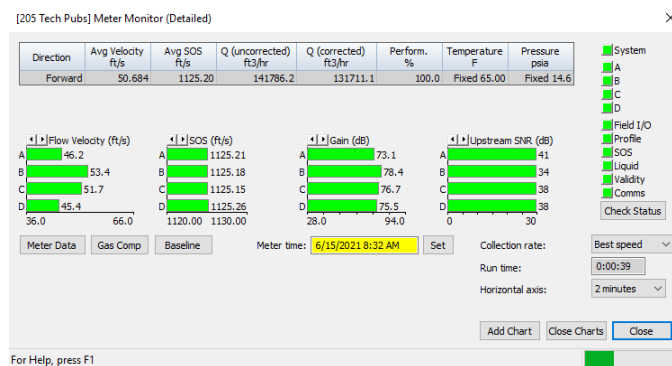 [205 Tech Pubs] Meter Monitor (Detailed)
Direction Avg Velocity ft/s Avg SOS ft/s Q (uncorrected) ft3/hr Q (corrected) ft3/hr Perform. % Temperature F Pressure psia
Forward 50.684 1125.20 141786.2 131711.1 100.0 Fixed 65.00 Fixed 14.6
System
A
B
C
D
Field I/O
Profile
SOS
Liquid
Validity
Comms
Check Status
Flow Velocity (ft/s)
A 46.2
B 53.4
C 51.7
D 45.4
36.0 66.0
SOS (ft/s)
A 1125.21
B 1125.18
C 1125.15
D 1125.26
1120.00 1130.00
Gain (dB)
A 73.1
B 78.4
C 76.7
D 75.5
28.0 94.0
Upstream SNR (dB)
A 41
B 34
C 38
D 38
0 30
Meter Data Gas Comp Baseline Meter time: 6/15/2021 8:32 AM Set
Collection rate: Best speed
Run time: 0:00:39
Horizontal axis: 2 minutes
Add Chart Close Charts Close
For Help, press F1